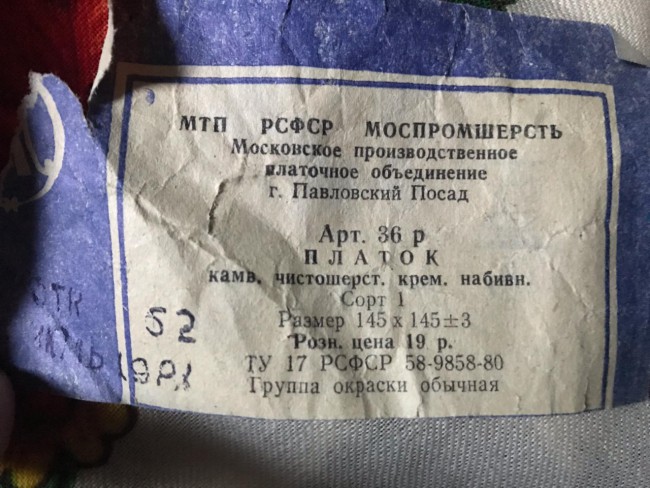 МТП РСФСР МОСПРОМШЕРСТЬ
Московское производственное
платочное объединение
г. Павловский Посад
Арт. 36 р
ПЛАТОК
камв. чистошерст. крем. набивн.
Сорт 1
Размер 145 х 145±3
Розн. цена 19 р.
ТУ 17 РСФСР 58-9858-80
Группа окраски обычная
ОТК
52